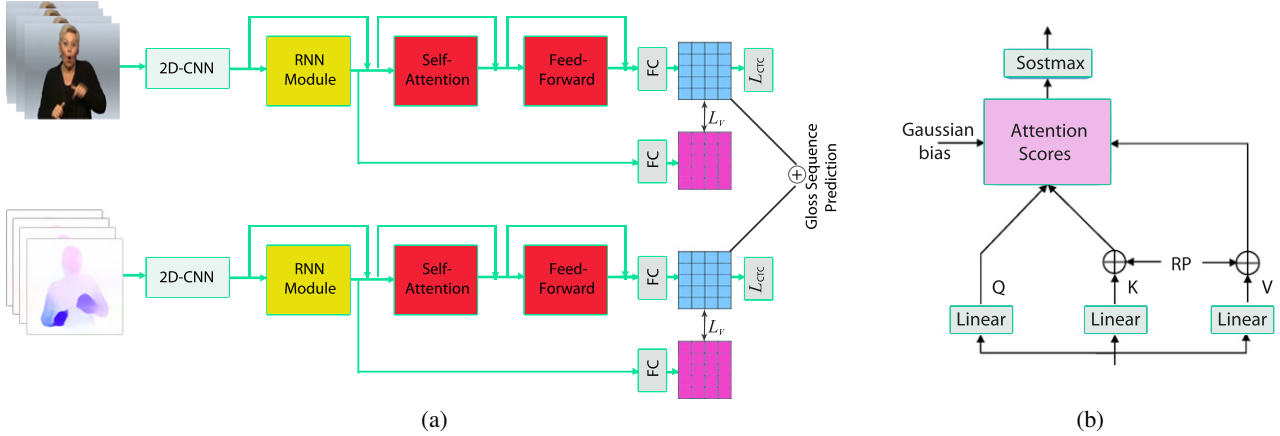 2D-CNN
RNN
Module
Self-
Attention
Feed-
Forward
FC
L_CTC
L_V
FC
Gloss Sequence
Prediction
2D-CNN
RNN
Module
Self-
Attention
Feed-
Forward
FC
L_CTC
L_V
FC
(a)
Sostmax
Gaussian
bias
Attention
Scores
RP
Q
K
V
Linear
Linear
Linear
(b)